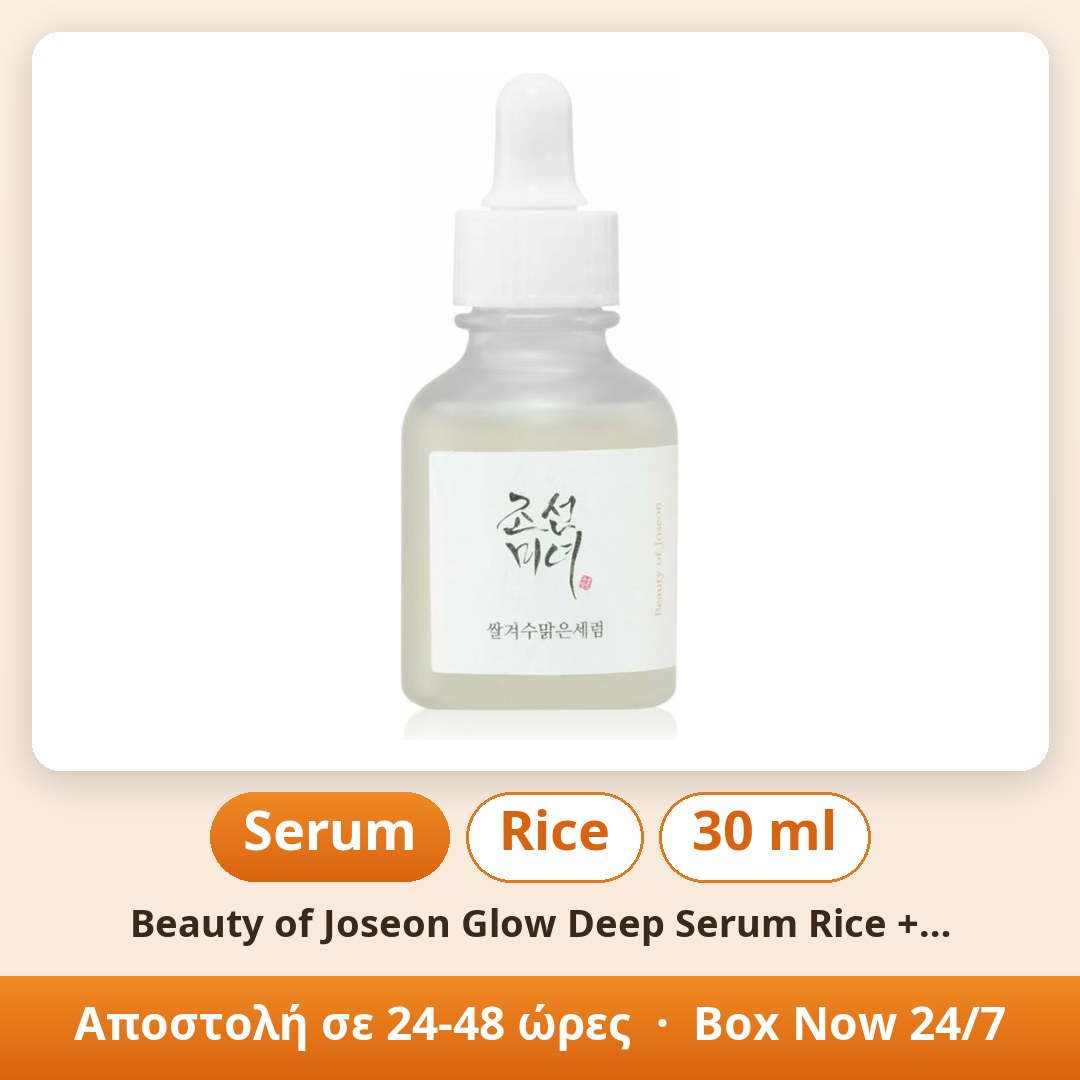 조선
미녀
쌀겨수맑은세럼
Beauty of Joseon
Serum
Rice
30 ml
Beauty of Joseon Glow Deep Serum Rice +...
Αποστολή σε 24-48 ώρες · Box Now 24/7